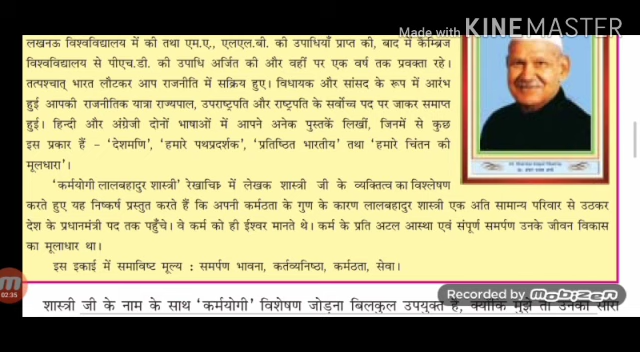 Made with KINEMASTER
लखनऊ विश्वविद्यालय में की तथा एम.ए., एलएल.बी. की उपाधियाँ प्राप्त की, बाद में कैम्ब्रिज
विश्वविद्यालय से पीएच.डी. की उपाधि अर्जित की और वहीं पर एक वर्ष तक प्रवक्ता रहे।
तत्पश्चात् भारत लौटकर आप राजनीति में सक्रिय हुए। विधायक और सांसद के रूप में आरंभ
हुई आपकी राजनीतिक यात्रा राज्यपाल, उपराष्ट्रपति और राष्ट्रपति के सर्वोच्च पद पर जाकर समाप्त
हुई। हिन्दी और अंग्रेजी दोनों भाषाओं में आपने अनेक पुस्तकें लिखीं, जिनमें से कुछ
इस प्रकार हैं - 'देशमणि', 'हमारे पथप्रदर्शक', 'प्रतिष्ठित भारतीय' तथा 'हमारे चिंतन की
मूलधारा'।
'कर्मयोगी लालबहादुर शास्त्री' रेखाचित्र में लेखक शास्त्री जी के व्यक्तित्व का विश्लेषण
करते हुए यह निष्कर्ष प्रस्तुत करते हैं कि अपनी कर्मठता के गुण के कारण लालबहादुर शास्त्री एक अति सामान्य परिवार से उठकर
देश के प्रधानमंत्री पद तक पहुँचे। वे कर्म को ही ईश्वर मानते थे। कर्म के प्रति अटल आस्था एवं संपूर्ण समर्पण उनके जीवन विकास
का मूलाधार था।
इस इकाई में समाविष्ट मूल्य : समर्पण भावना, कर्तव्यनिष्ठा, कर्मठता, सेवा।
02:35
Recorded by Mobizen
शास्त्री जी के नाम के साथ 'कर्मयोगी' विशेषण जोड़ना बिलकुल उपयुक्त है, क्योंकि मुझे तो उनका सारा